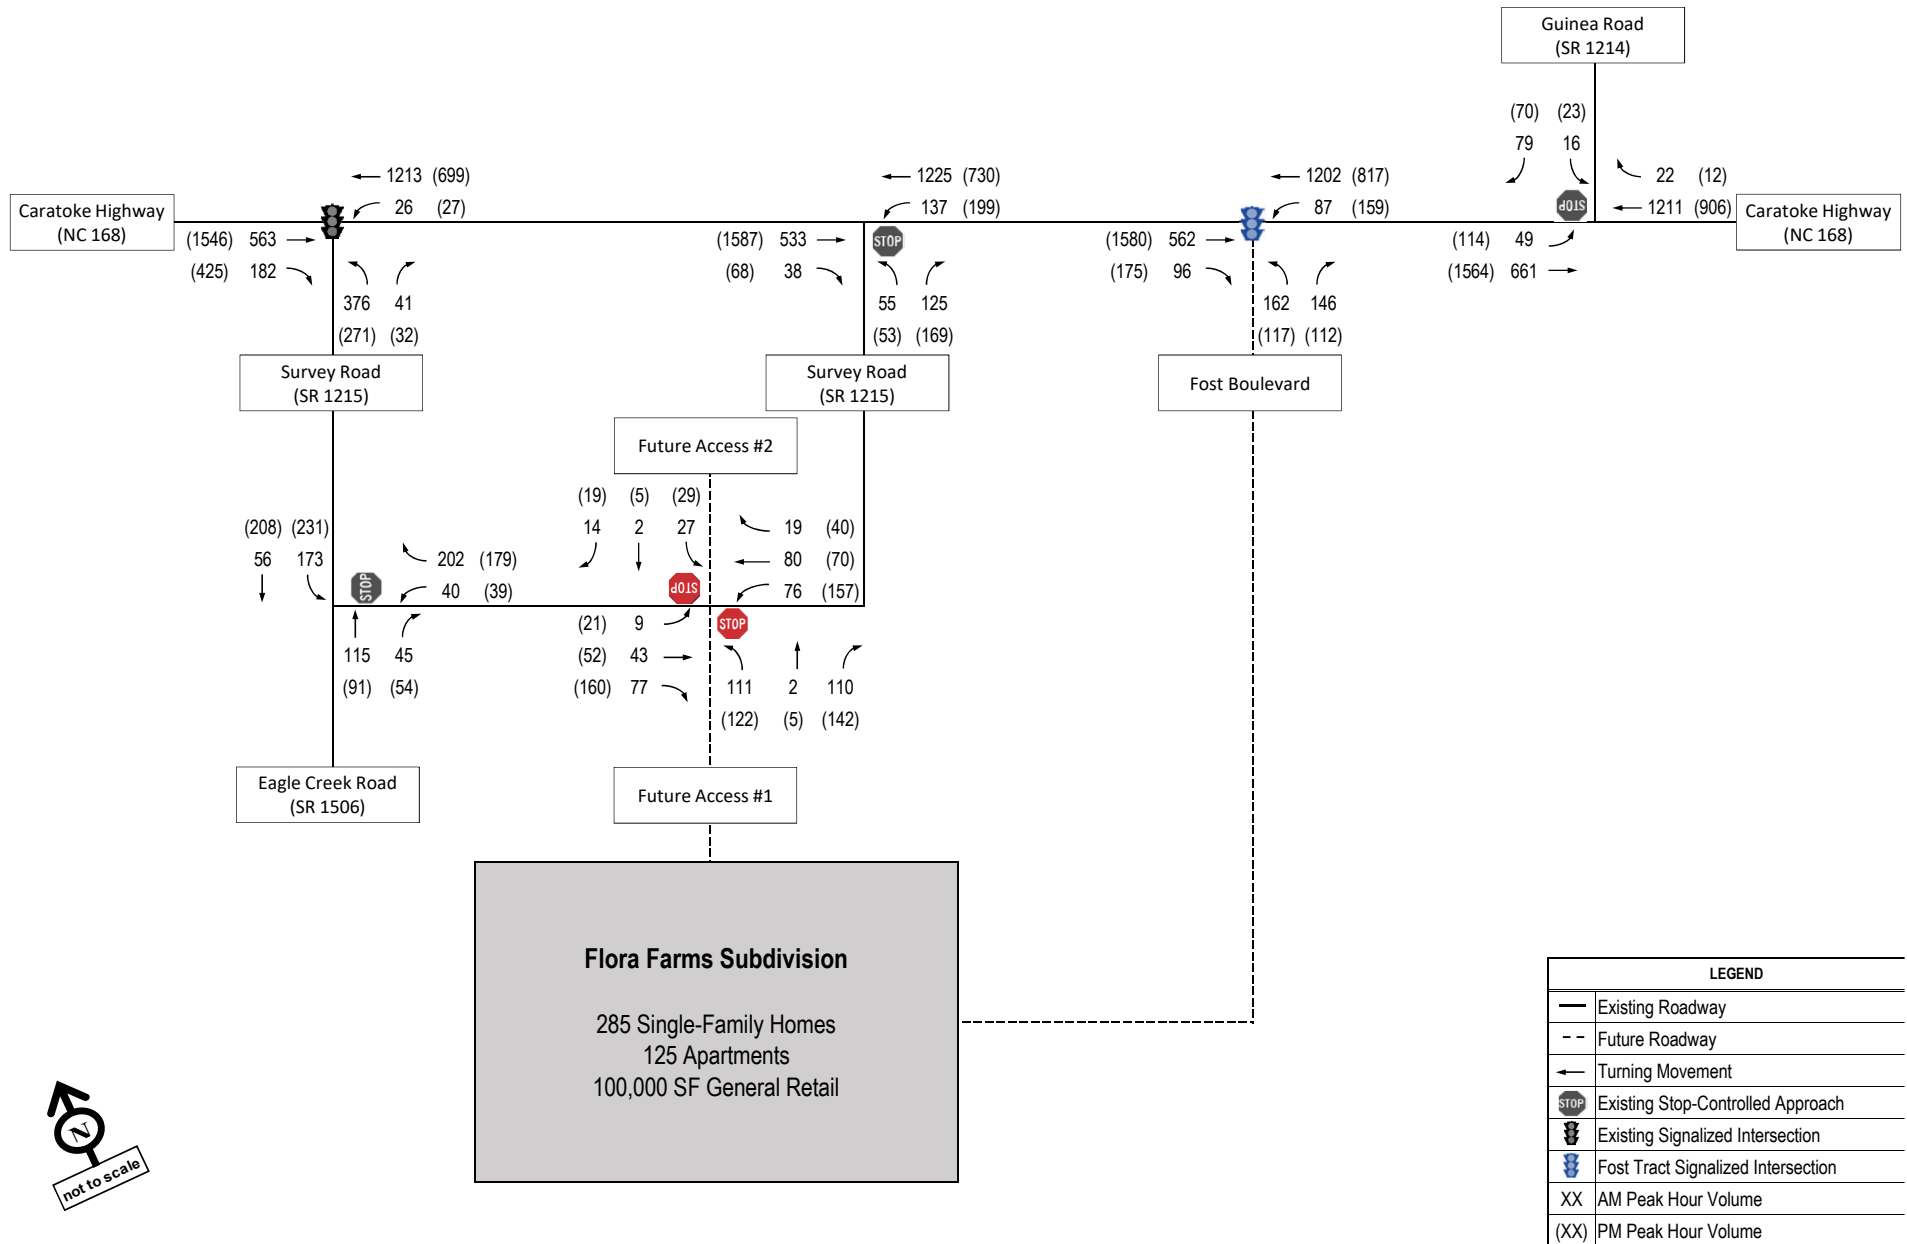 Guinea Road
(SR 1214)
(70) (23)
79 16
22 (12)
1211 (906)
STOP
Caratoke Highway
(NC 168)
1213 (699)
26 (27)
1225 (730)
137 (199)
1202 (817)
87 (159)
Caratoke Highway
(NC 168)
(1546) 563
(425) 182
(1587) 533
(68) 38
STOP
(1580) 562
(175) 96
(114) 49
(1564) 661
376 41
(271) (32)
55 125
(53) (169)
162 146
(117) (112)
Survey Road
(SR 1215)
Survey Road
(SR 1215)
Fost Boulevard
Future Access #2
(19) (5) (29)
14 2 27
19 (40)
80 (70)
76 (157)
(208) (231)
56 173
202 (179)
40 (39)
STOP
STOP
STOP
(21) 9
(52) 43
(160) 77
115 45
(91) (54)
111 2 110
(122) (5) (142)
Eagle Creek Road
(SR 1506)
Future Access #1
Flora Farms Subdivision
285 Single-Family Homes
125 Apartments
100,000 SF General Retail
N
not to scale
LEGEND
Existing Roadway
Future Roadway
Turning Movement
STOP Existing Stop-Controlled Approach
Existing Signalized Intersection
Fost Tract Signalized Intersection
XX AM Peak Hour Volume
(XX) PM Peak Hour Volume